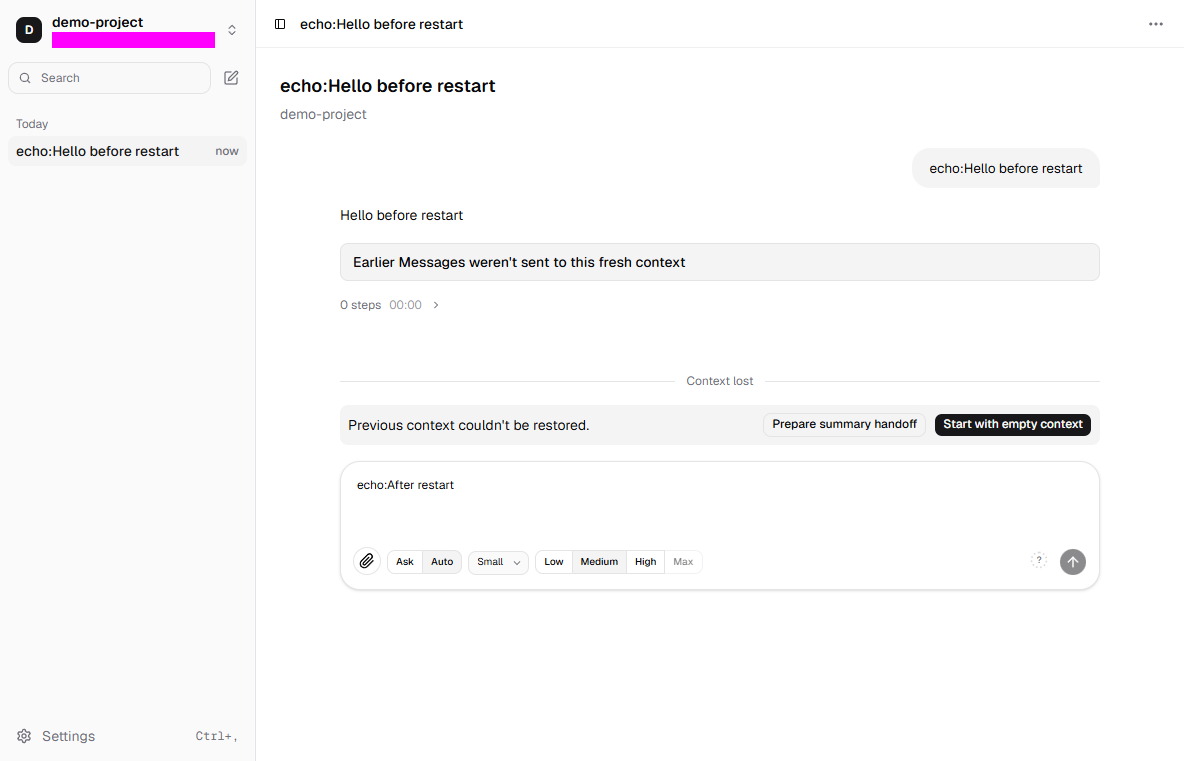 D
demo-project
Search
Today
echo:Hello before restart
now
Settings
Ctrl+,
echo:Hello before restart
echo:Hello before restart
demo-project
echo:Hello before restart
Hello before restart
Earlier Messages weren't sent to this fresh context
0 steps 00:00
Context lost
Previous context couldn't be restored.
Prepare summary handoff
Start with empty context
echo:After restart
Ask Auto Small Low Medium High Max
?